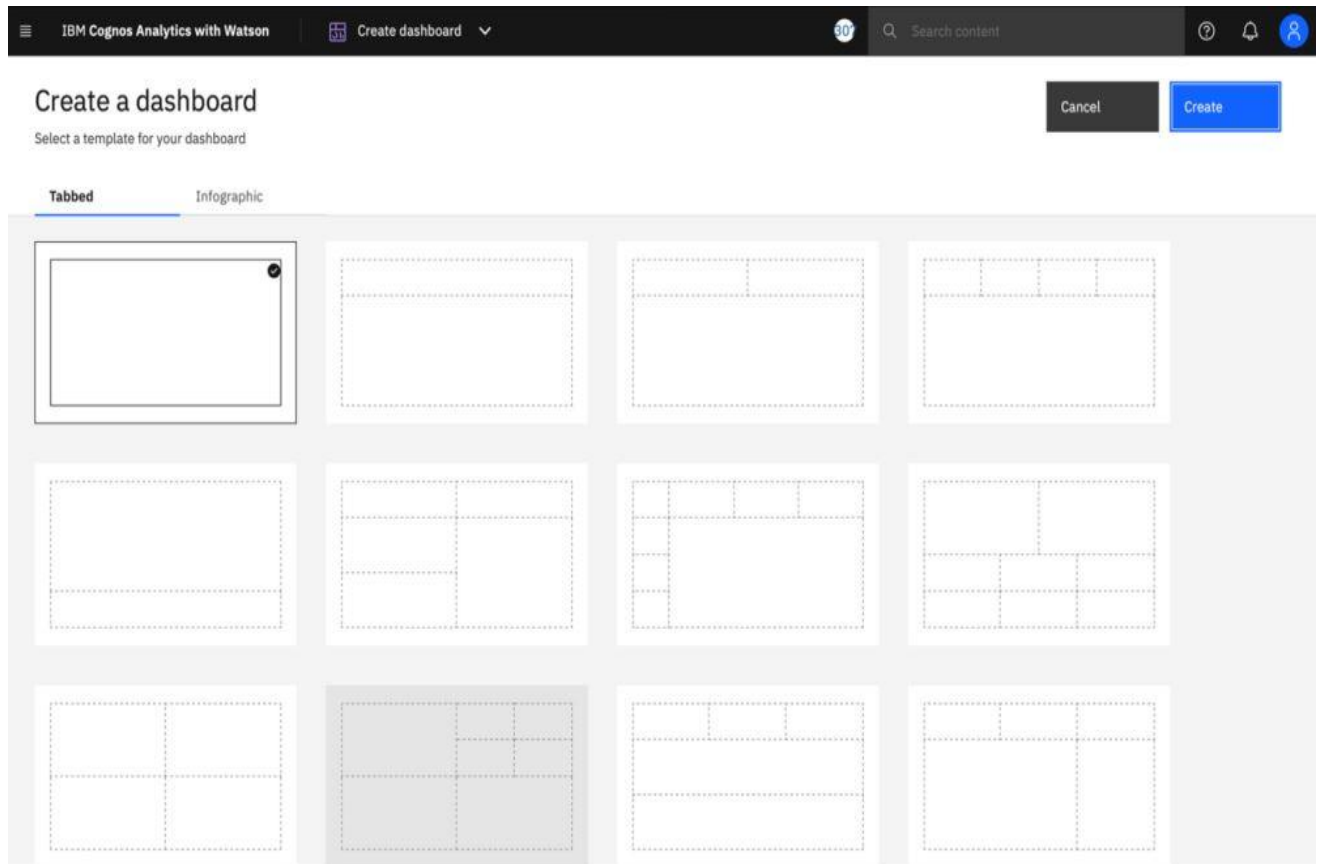 IBM Cognos Analytics with Watson
Create dashboard
Search content
Create a dashboard
Select a template for your dashboard
Cancel
Create
Tabbed
Infographic